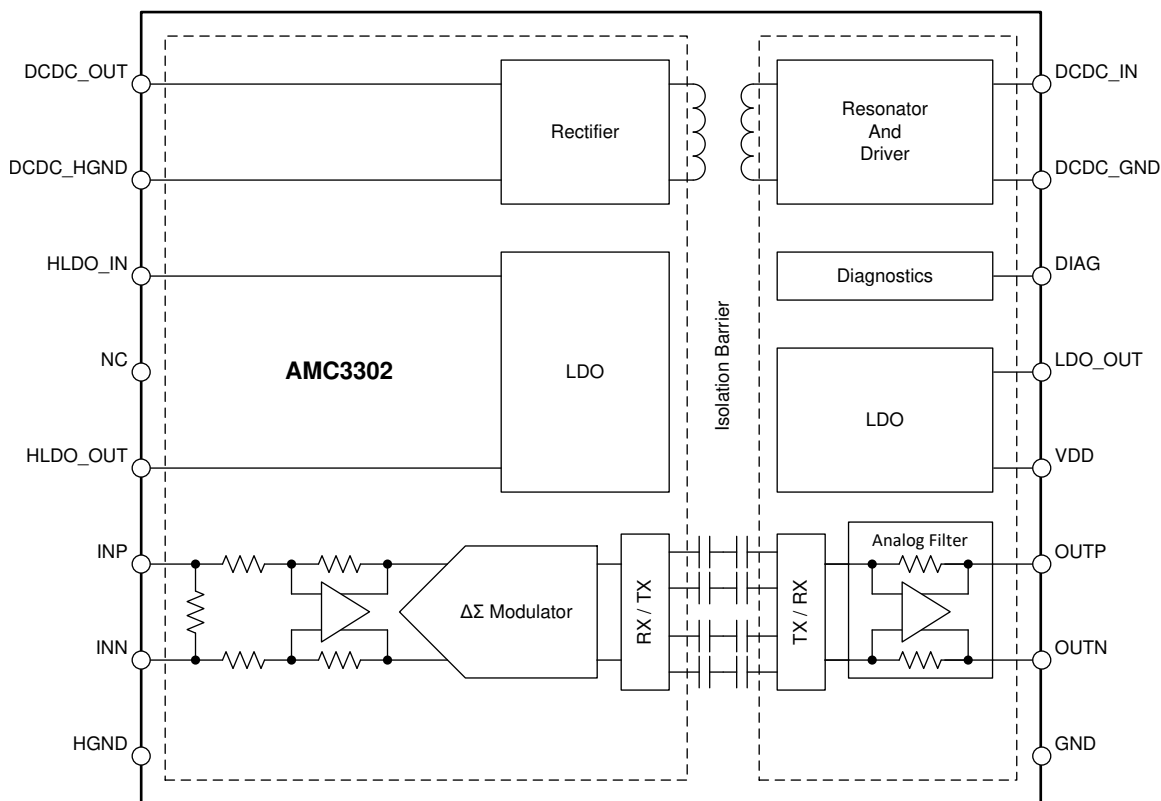 DCDC_OUT
DCDC_HGND
HLDO_IN
NC
HLDO_OUT
INP
INN
HGND
Rectifier
AMC3302
LDO
ΔΣ Modulator
RX / TX
Isolation Barrier
Resonator
And
Driver
Diagnostics
LDO
TX / RX
Analog Filter
DCDC_IN
DCDC_GND
DIAG
LDO_OUT
VDD
OUTP
OUTN
GND